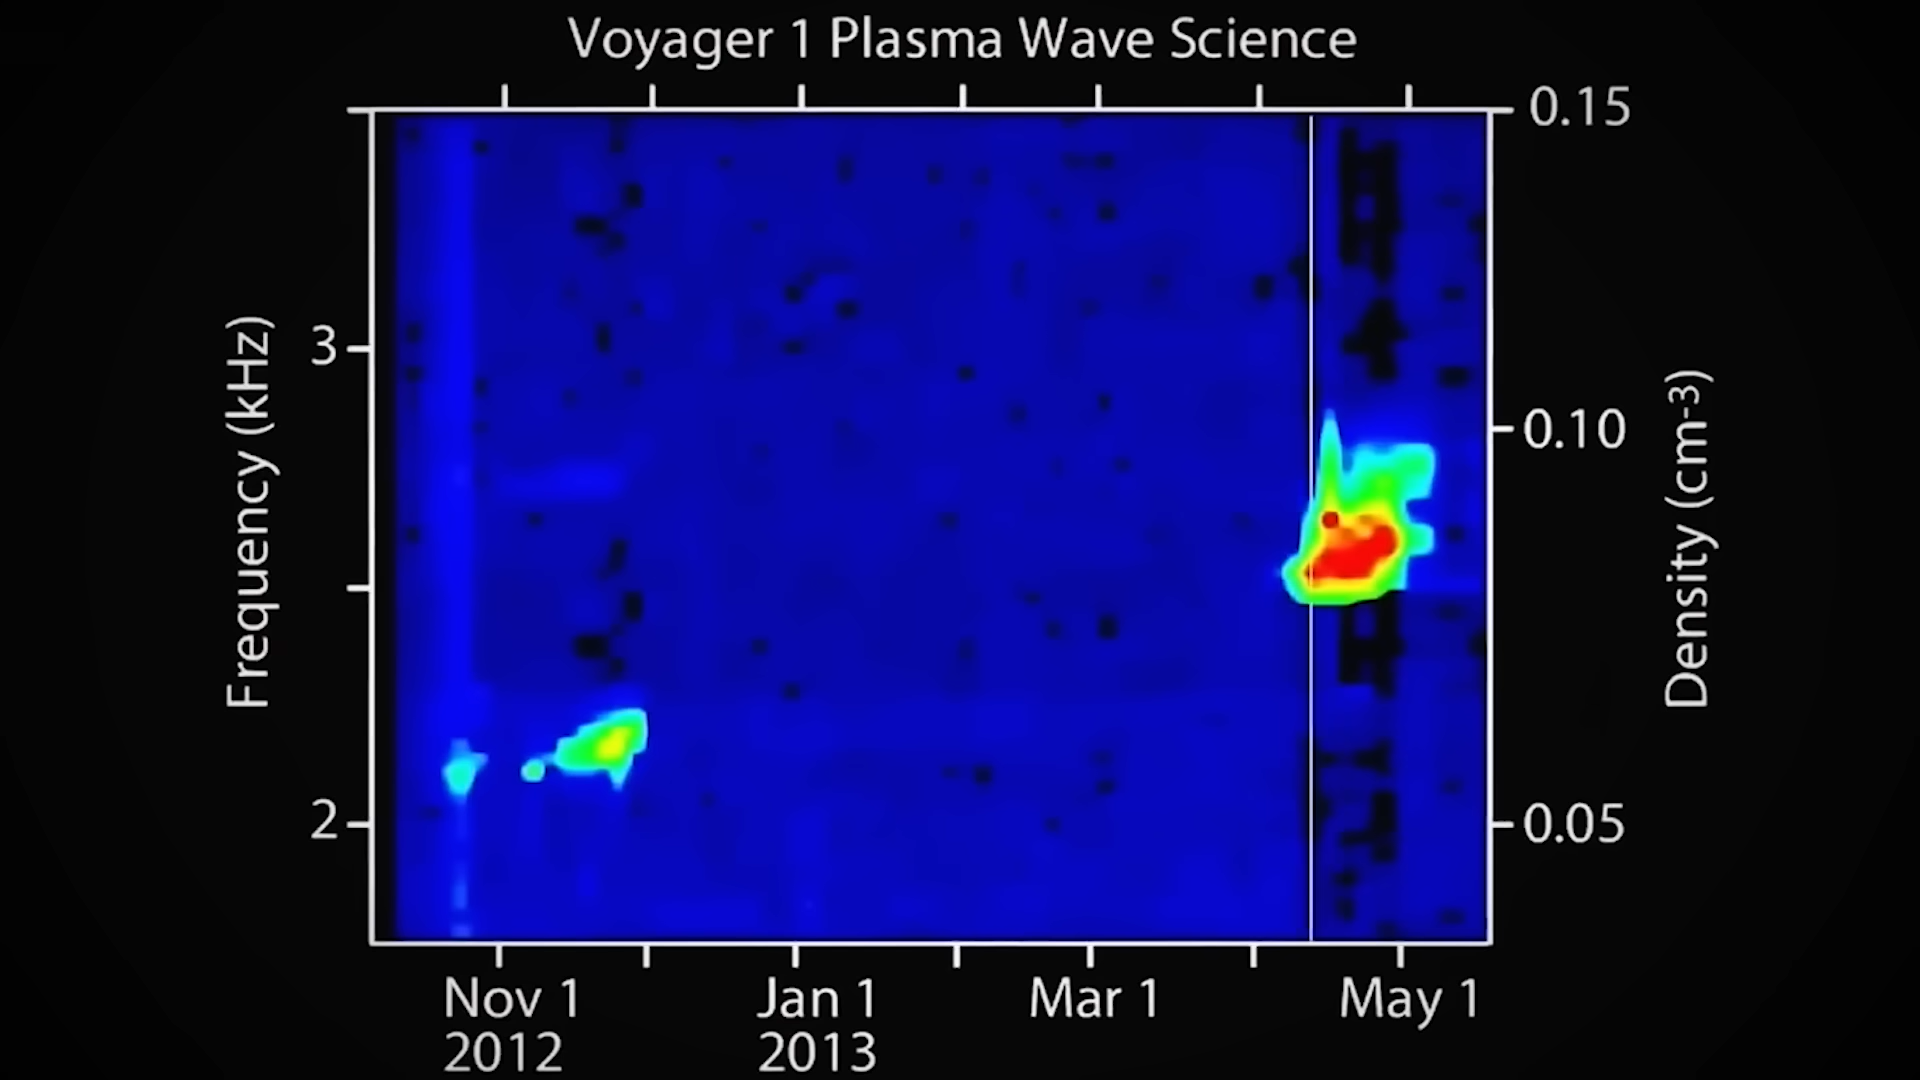 Voyager 1 Plasma Wave Science
0.15
3
0.10
Frequency (kHz)
Density (cm-3)
2
0.05
Nov 1
2012
Jan 1
2013
Mar 1
May 1